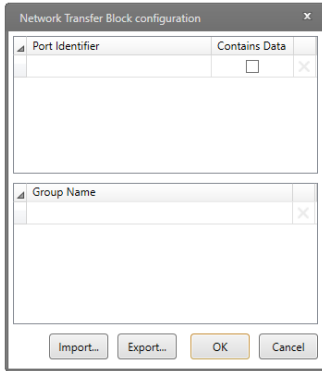 Network Transfer Block configuration x
Port Identifier Contains Data
Group Name
Import... Export... OK Cancel